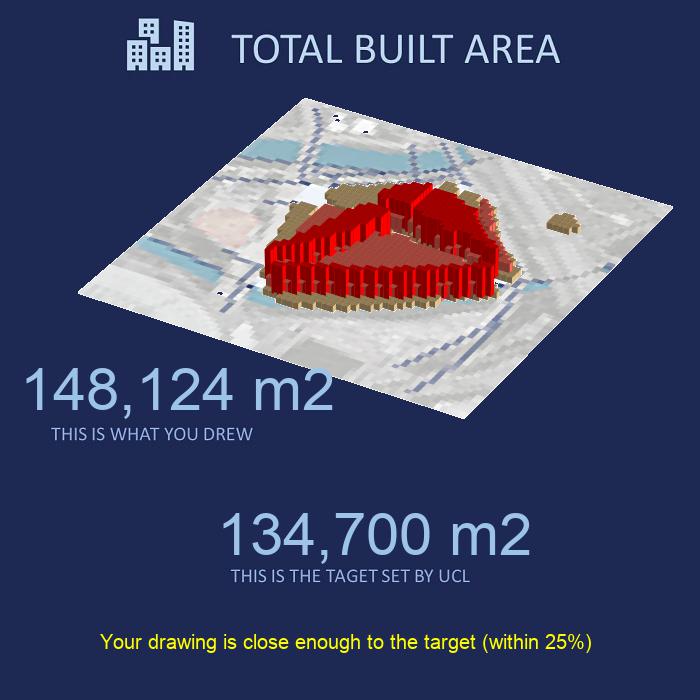 TOTAL BUILT AREA
148,124 m2
THIS IS WHAT YOU DREW
134,700 m2
THIS IS THE TAGET SET BY UCL
Your drawing is close enough to the target (within 25%)